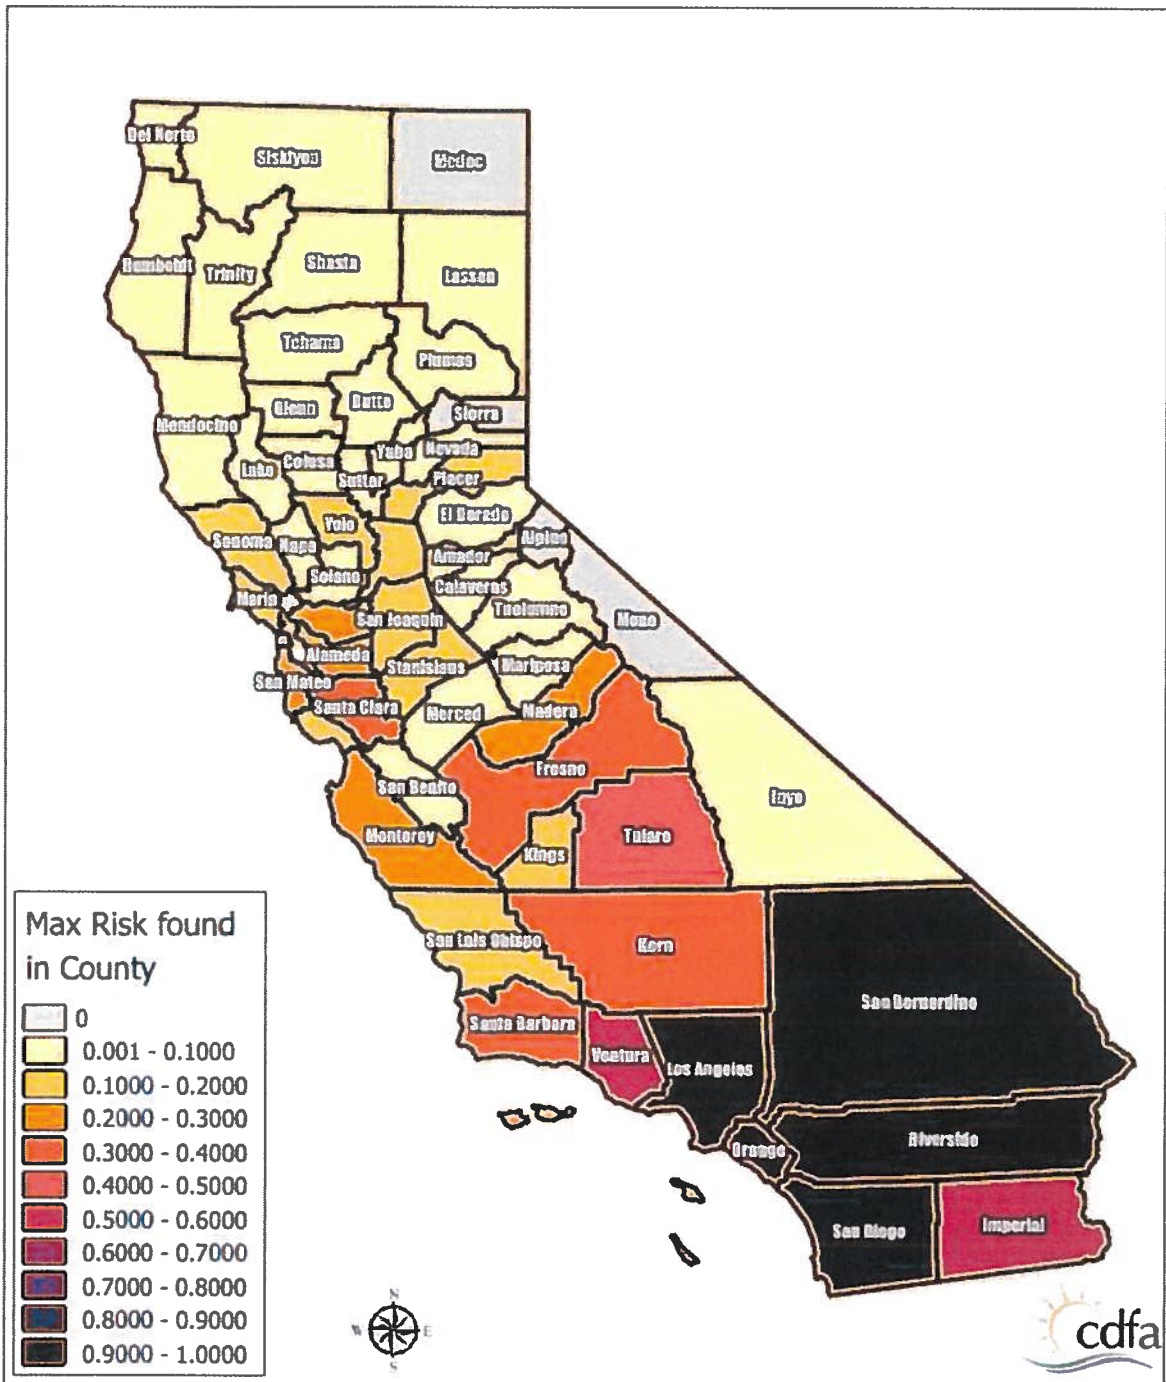 Del Norte
Siskiyou
Modoc
Humboldt
Trinity
Shasta
Lassen
Tehama
Plumas
Glenn
Butte
Sierra
Mendocino
Yuba
Nevada
Colusa
Lake
Sutter
Placer
El Dorado
Yolo
Sonoma
Napa
Alpine
Amador
Solano
Calaveras
Marin
Tuolumne
San Joaquin
Mono
Alameda
Stanislaus
Mariposa
San Mateo
Santa Clara
Merced
Madera
Fresno
San Benito
Inyo
Monterey
Tulare
Kings
San Luis Obispo
Kern
San Bernardino
Santa Barbara
Ventura
Los Angeles
Orange
Riverside
San Diego
Imperial
Max Risk found
in County
0
0.001 - 0.1000
0.1000 - 0.2000
0.2000 - 0.3000
0.3000 - 0.4000
0.4000 - 0.5000
0.5000 - 0.6000
0.6000 - 0.7000
0.7000 - 0.8000
0.8000 - 0.9000
0.9000 - 1.0000
N
W E
S
cdfa